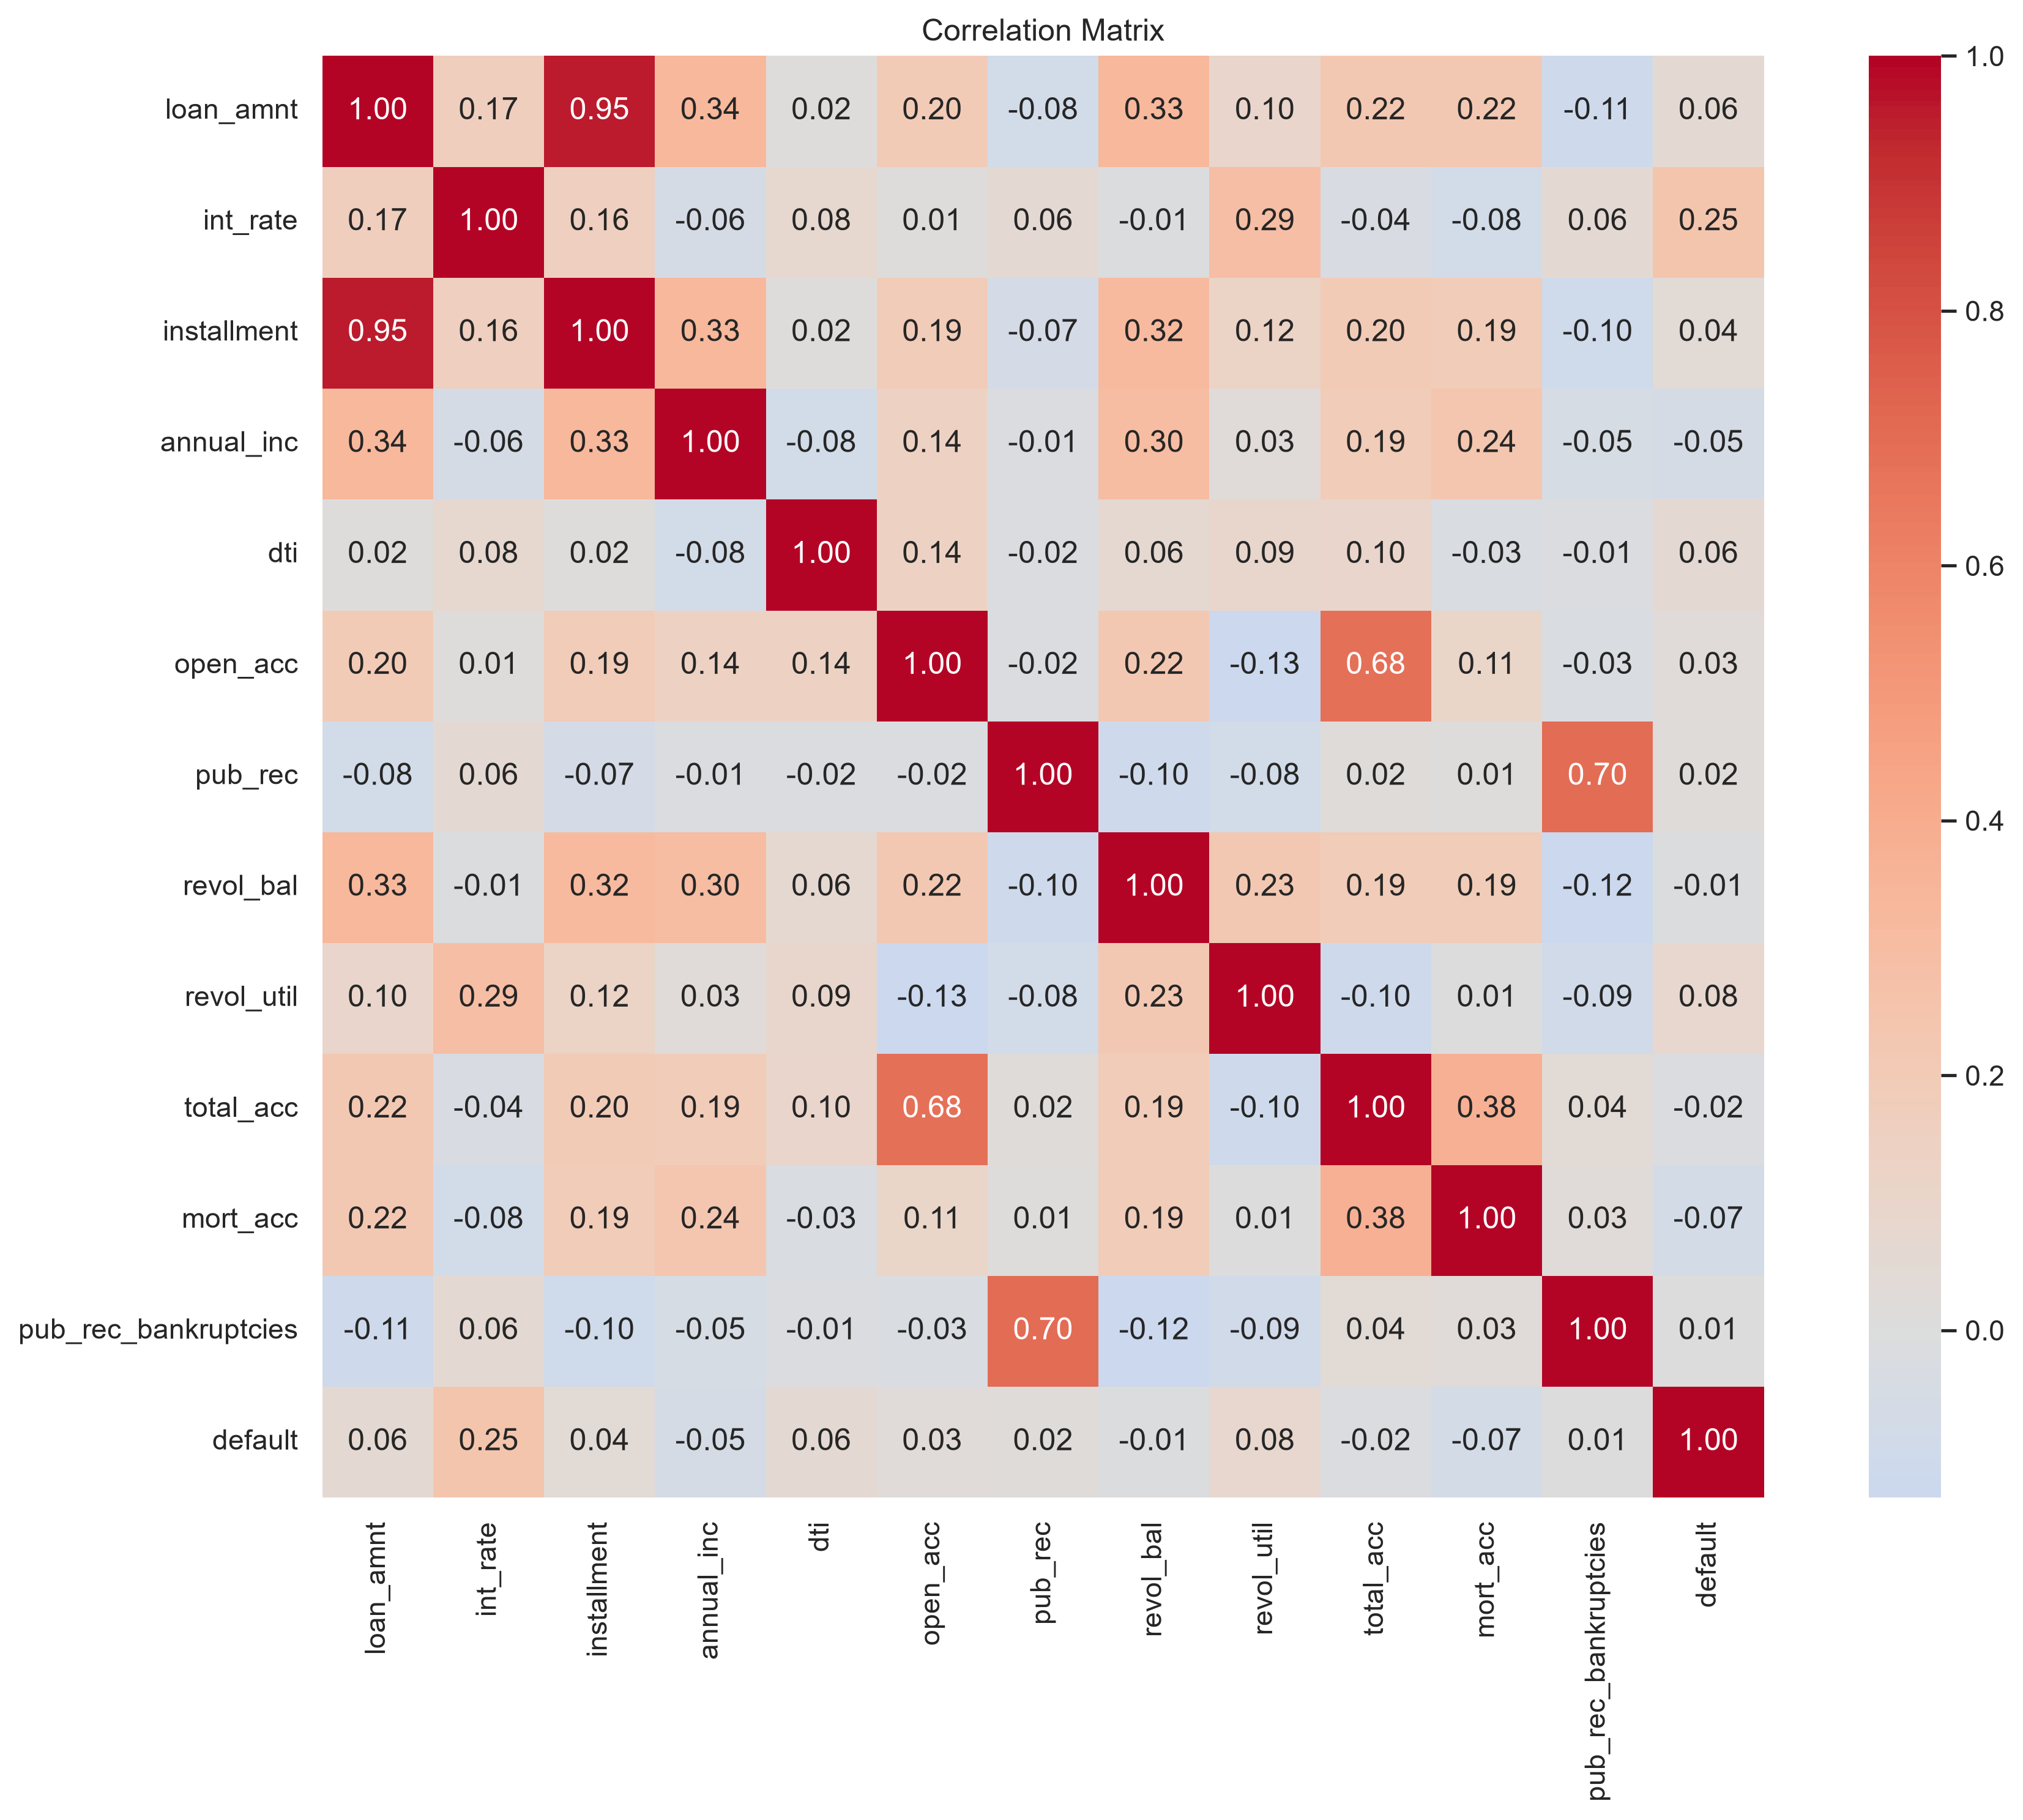 Correlation Matrix
loan_amnt 1.00 0.17 0.95 0.34 0.02 0.20 -0.08 0.33 0.10 0.22 0.22 -0.11 0.06
int_rate 0.17 1.00 0.16 -0.06 0.08 0.01 0.06 -0.01 0.29 -0.04 -0.08 0.06 0.25
installment 0.95 0.16 1.00 0.33 0.02 0.19 -0.07 0.32 0.12 0.20 0.19 -0.10 0.04
annual_inc 0.34 -0.06 0.33 1.00 -0.08 0.14 -0.01 0.30 0.03 0.19 0.24 -0.05 -0.05
dti 0.02 0.08 0.02 -0.08 1.00 0.14 -0.02 0.06 0.09 0.10 -0.03 -0.01 0.06
open_acc 0.20 0.01 0.19 0.14 0.14 1.00 -0.02 0.22 -0.13 0.68 0.11 -0.03 0.03
pub_rec -0.08 0.06 -0.07 -0.01 -0.02 -0.02 1.00 -0.10 -0.08 0.02 0.01 0.70 0.02
revol_bal 0.33 -0.01 0.32 0.30 0.06 0.22 -0.10 1.00 0.23 0.19 0.19 -0.12 -0.01
revol_util 0.10 0.29 0.12 0.03 0.09 -0.13 -0.08 0.23 1.00 -0.10 0.01 -0.09 0.08
total_acc 0.22 -0.04 0.20 0.19 0.10 0.68 0.02 0.19 -0.10 1.00 0.38 0.04 -0.02
mort_acc 0.22 -0.08 0.19 0.24 -0.03 0.11 0.01 0.19 0.01 0.38 1.00 0.03 -0.07
pub_rec_bankruptcies -0.11 0.06 -0.10 -0.05 -0.01 -0.03 0.70 -0.12 -0.09 0.04 0.03 1.00 0.01
default 0.06 0.25 0.04 -0.05 0.06 0.03 0.02 -0.01 0.08 -0.02 -0.07 0.01 1.00
loan_amnt int_rate installment annual_inc dti open_acc pub_rec revol_bal revol_util total_acc mort_acc pub_rec_bankruptcies default
1.0
0.8
0.6
0.4
0.2
0.0